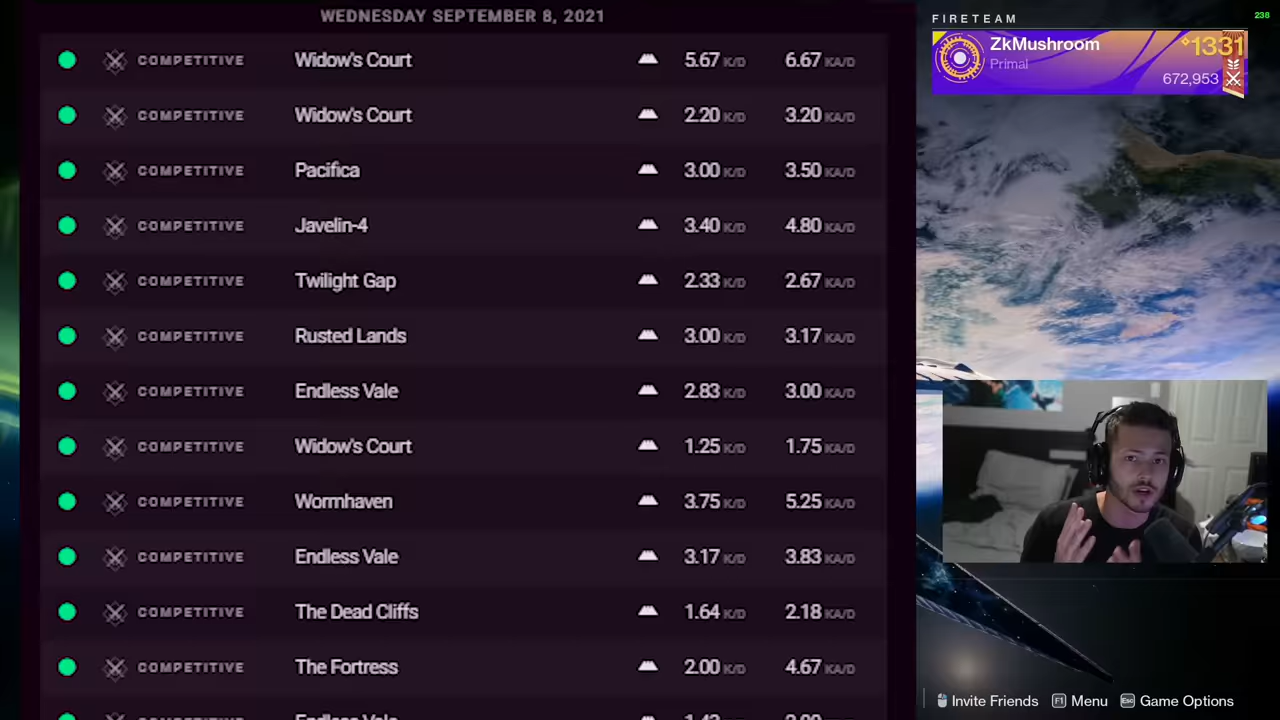 WEDNESDAY SEPTEMBER 8, 2021
COMPETITIVE Widow's Court 5.67 K/D 6.67 KA/D
COMPETITIVE Widow's Court 2.20 K/D 3.20 KA/D
COMPETITIVE Pacifica 3.00 K/D 3.50 KA/D
COMPETITIVE Javelin-4 3.40 K/D 4.80 KA/D
COMPETITIVE Twilight Gap 2.33 K/D 2.67 KA/D
COMPETITIVE Rusted Lands 3.00 K/D 3.17 KA/D
COMPETITIVE Endless Vale 2.83 K/D 3.00 KA/D
COMPETITIVE Widow's Court 1.25 K/D 1.75 KA/D
COMPETITIVE Wormhaven 3.75 K/D 5.25 KA/D
COMPETITIVE Endless Vale 3.17 K/D 3.83 KA/D
COMPETITIVE The Dead Cliffs 1.64 K/D 2.18 KA/D
COMPETITIVE The Fortress 2.00 K/D 4.67 KA/D
Endless Vale
FIRETEAM
238
ZkMushroom 1331
Primal
672,953
Invite Friends F1 Menu Esc Game Options